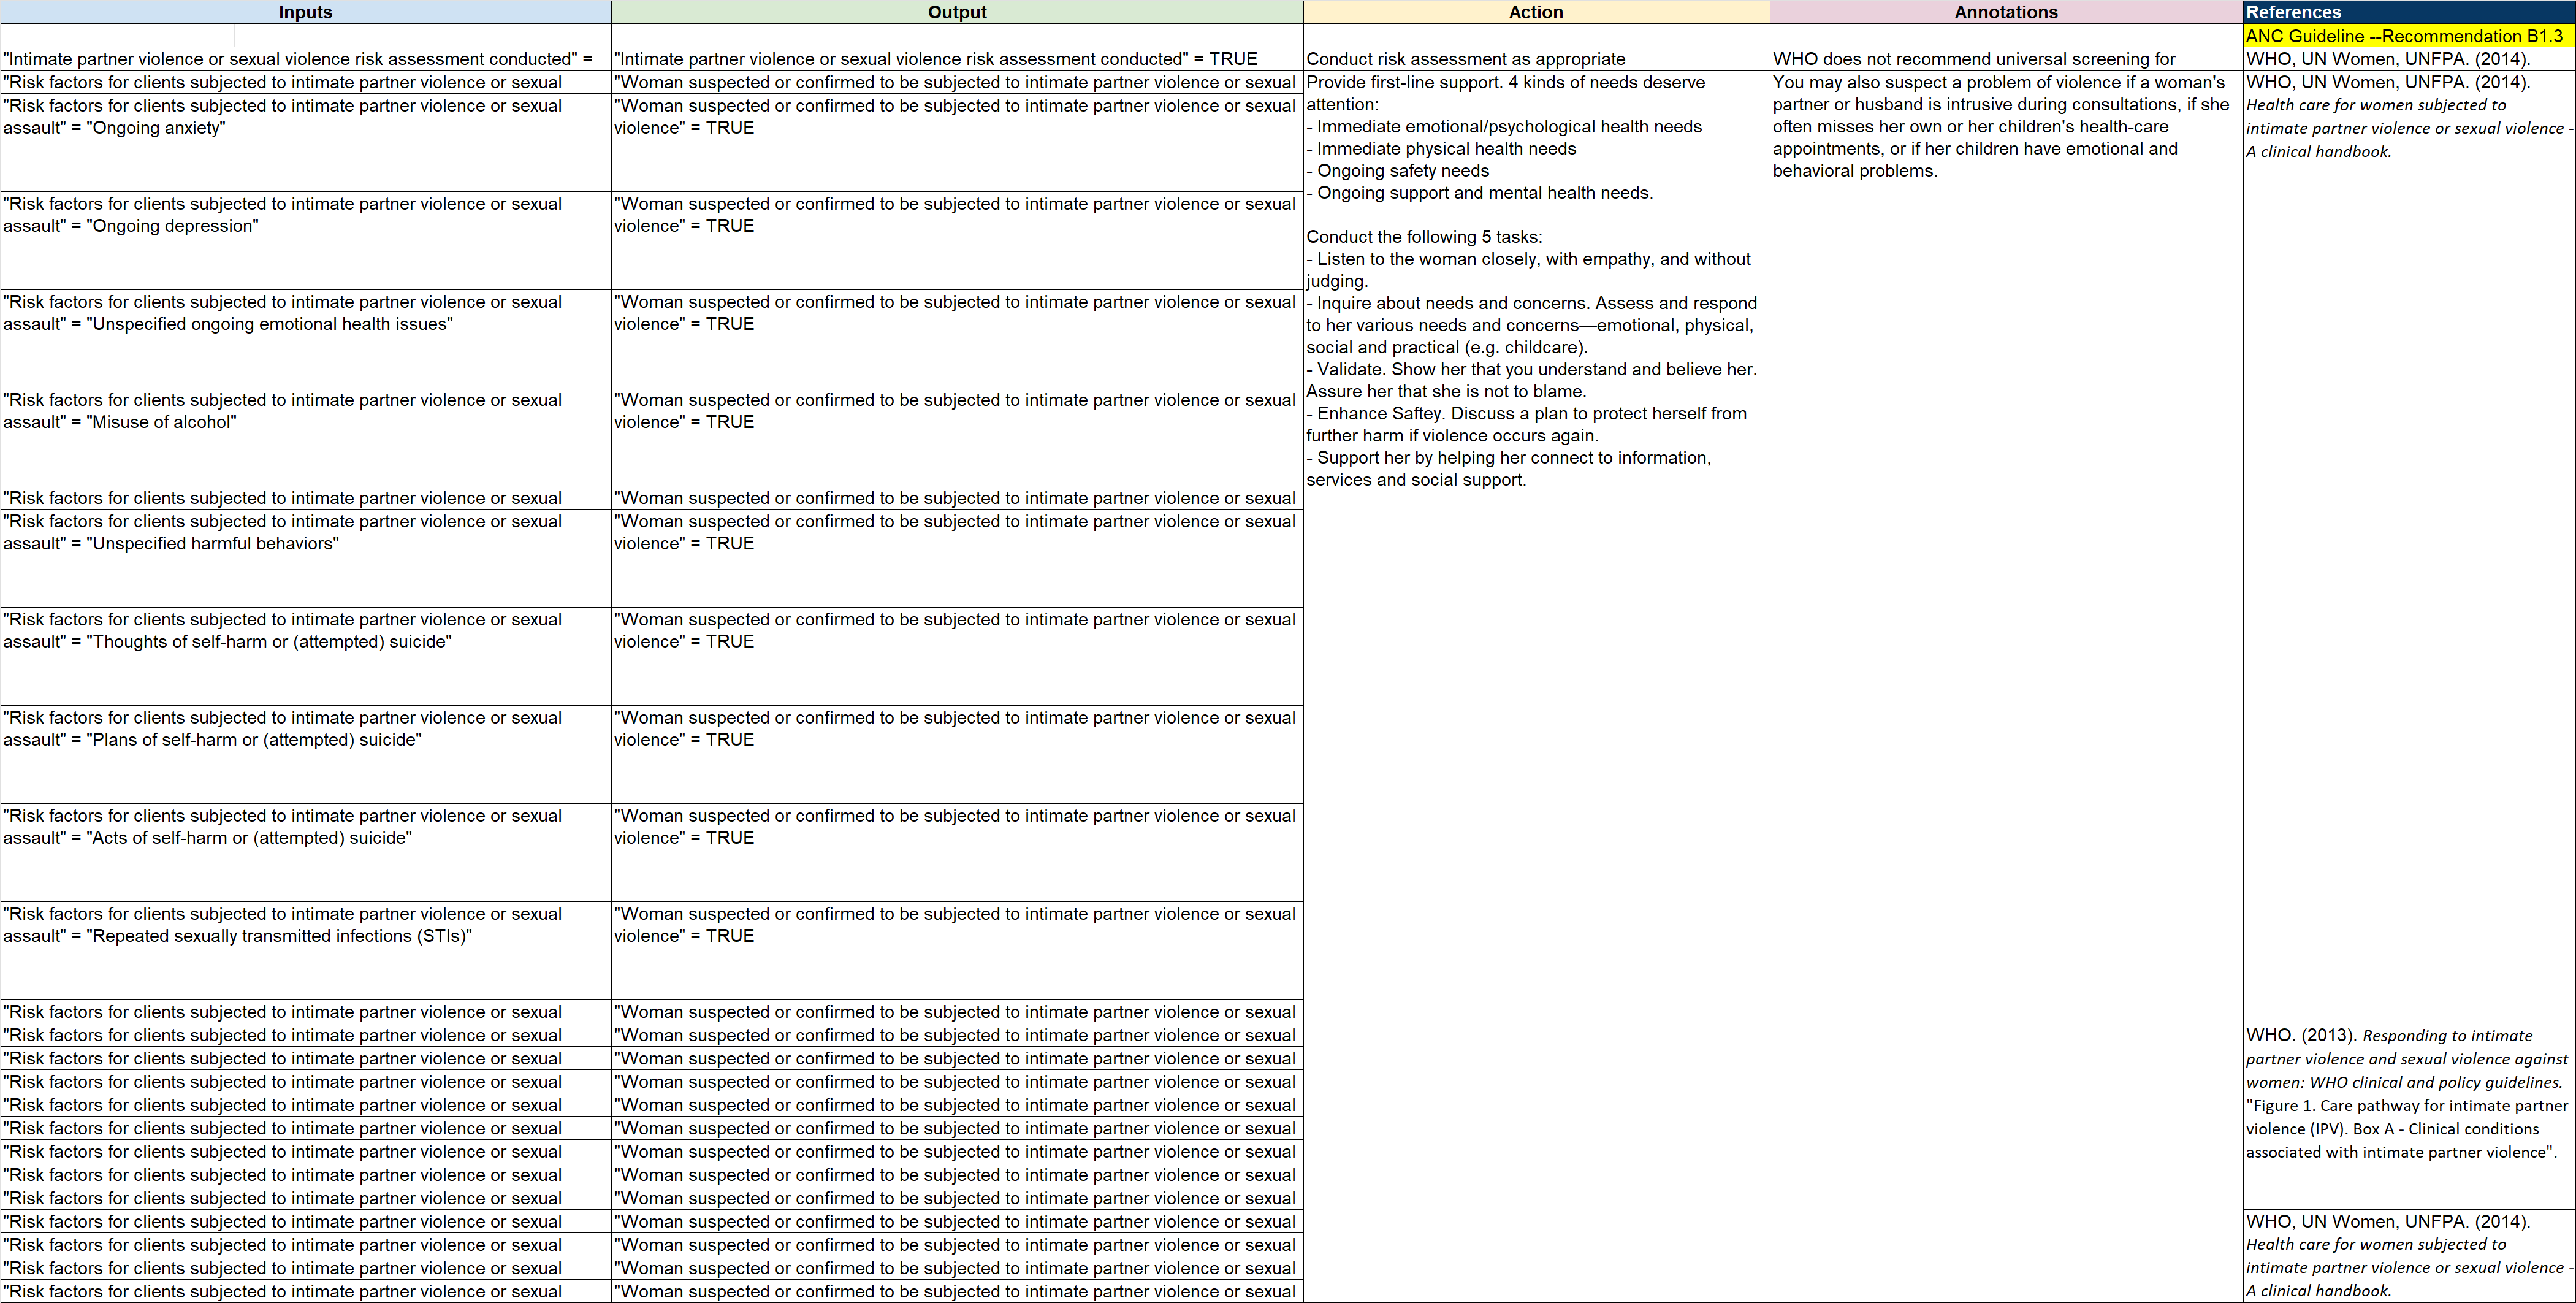 Inputs
Output
Action
Annotations
References
ANC Guideline --Recommendation B1.3
"Intimate partner violence or sexual violence risk assessment conducted" =
"Intimate partner violence or sexual violence risk assessment conducted" = TRUE
Conduct risk assessment as appropriate
WHO does not recommend universal screening for
WHO, UN Women, UNFPA. (2014).
"Risk factors for clients subjected to intimate partner violence or sexual
"Woman suspected or confirmed to be subjected to intimate partner violence or sexual
"Risk factors for clients subjected to intimate partner violence or sexual
assault" = "Ongoing anxiety"
"Woman suspected or confirmed to be subjected to intimate partner violence or sexual
violence" = TRUE
"Risk factors for clients subjected to intimate partner violence or sexual
assault" = "Ongoing depression"
"Woman suspected or confirmed to be subjected to intimate partner violence or sexual
violence" = TRUE
"Risk factors for clients subjected to intimate partner violence or sexual
assault" = "Unspecified ongoing emotional health issues"
"Woman suspected or confirmed to be subjected to intimate partner violence or sexual
violence" = TRUE
"Risk factors for clients subjected to intimate partner violence or sexual
assault" = "Misuse of alcohol"
"Woman suspected or confirmed to be subjected to intimate partner violence or sexual
violence" = TRUE
"Risk factors for clients subjected to intimate partner violence or sexual
"Woman suspected or confirmed to be subjected to intimate partner violence or sexual
"Risk factors for clients subjected to intimate partner violence or sexual
assault" = "Unspecified harmful behaviors"
"Woman suspected or confirmed to be subjected to intimate partner violence or sexual
violence" = TRUE
"Risk factors for clients subjected to intimate partner violence or sexual
assault" = "Thoughts of self-harm or (attempted) suicide"
"Woman suspected or confirmed to be subjected to intimate partner violence or sexual
violence" = TRUE
"Risk factors for clients subjected to intimate partner violence or sexual
assault" = "Plans of self-harm or (attempted) suicide"
"Woman suspected or confirmed to be subjected to intimate partner violence or sexual
violence" = TRUE
"Risk factors for clients subjected to intimate partner violence or sexual
assault" = "Acts of self-harm or (attempted) suicide"
"Woman suspected or confirmed to be subjected to intimate partner violence or sexual
violence" = TRUE
"Risk factors for clients subjected to intimate partner violence or sexual
assault" = "Repeated sexually transmitted infections (STIs)"
"Woman suspected or confirmed to be subjected to intimate partner violence or sexual
violence" = TRUE
"Risk factors for clients subjected to intimate partner violence or sexual
"Woman suspected or confirmed to be subjected to intimate partner violence or sexual
"Risk factors for clients subjected to intimate partner violence or sexual
"Woman suspected or confirmed to be subjected to intimate partner violence or sexual
"Risk factors for clients subjected to intimate partner violence or sexual
"Woman suspected or confirmed to be subjected to intimate partner violence or sexual
"Risk factors for clients subjected to intimate partner violence or sexual
"Woman suspected or confirmed to be subjected to intimate partner violence or sexual
"Risk factors for clients subjected to intimate partner violence or sexual
"Woman suspected or confirmed to be subjected to intimate partner violence or sexual
"Risk factors for clients subjected to intimate partner violence or sexual
"Woman suspected or confirmed to be subjected to intimate partner violence or sexual
"Risk factors for clients subjected to intimate partner violence or sexual
"Woman suspected or confirmed to be subjected to intimate partner violence or sexual
"Risk factors for clients subjected to intimate partner violence or sexual
"Woman suspected or confirmed to be subjected to intimate partner violence or sexual
"Risk factors for clients subjected to intimate partner violence or sexual
"Woman suspected or confirmed to be subjected to intimate partner violence or sexual
"Risk factors for clients subjected to intimate partner violence or sexual
"Woman suspected or confirmed to be subjected to intimate partner violence or sexual
"Risk factors for clients subjected to intimate partner violence or sexual
"Woman suspected or confirmed to be subjected to intimate partner violence or sexual
"Risk factors for clients subjected to intimate partner violence or sexual
"Woman suspected or confirmed to be subjected to intimate partner violence or sexual
"Risk factors for clients subjected to intimate partner violence or sexual
"Woman suspected or confirmed to be subjected to intimate partner violence or sexual
Provide first-line support. 4 kinds of needs deserve
attention:
- Immediate emotional/psychological health needs
- Immediate physical health needs
- Ongoing safety needs
- Ongoing support and mental health needs.
Conduct the following 5 tasks:
- Listen to the woman closely, with empathy, and without
judging.
- Inquire about needs and concerns. Assess and respond
to her various needs and concerns—emotional, physical,
social and practical (e.g. childcare).
- Validate. Show her that you understand and believe her.
Assure her that she is not to blame.
- Enhance Saftey. Discuss a plan to protect herself from
further harm if violence occurs again.
- Support her by helping her connect to information,
services and social support.
You may also suspect a problem of violence if a woman's
partner or husband is intrusive during consultations, if she
often misses her own or her children's health-care
appointments, or if her children have emotional and
behavioral problems.
WHO, UN Women, UNFPA. (2014).
Health care for women subjected to
intimate partner violence or sexual violence -
A clinical handbook.
WHO. (2013). Responding to intimate
partner violence and sexual violence against
women: WHO clinical and policy guidelines.
"Figure 1. Care pathway for intimate partner
violence (IPV). Box A - Clinical conditions
associated with intimate partner violence".
WHO, UN Women, UNFPA. (2014).
Health care for women subjected to
intimate partner violence or sexual violence -
A clinical handbook.